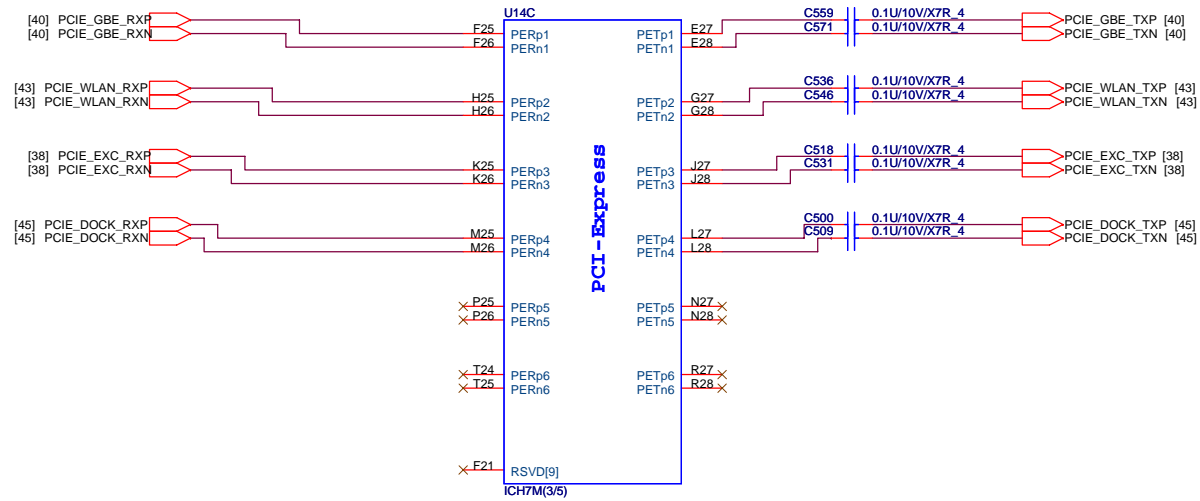 U14C
[40] PCIE_GBE_RXP F25 PERp1 PETp1 E27 C559 0.1U/10V/X7R_4 PCIE_GBE_TXP [40]
[40] PCIE_GBE_RXN F26 PERn1 PETn1 E28 C571 0.1U/10V/X7R_4 PCIE_GBE_TXN [40]
[43] PCIE_WLAN_RXP H25 PERp2 PETp2 G27 C536 0.1U/10V/X7R_4 PCIE_WLAN_TXP [43]
[43] PCIE_WLAN_RXN H26 PERn2 PETn2 G28 C546 0.1U/10V/X7R_4 PCIE_WLAN_TXN [43]
[38] PCIE_EXC_RXP K25 PERp3 PETp3 J27 C518 0.1U/10V/X7R_4 PCIE_EXC_TXP [38]
[38] PCIE_EXC_RXN K26 PERn3 PETn3 J28 C531 0.1U/10V/X7R_4 PCIE_EXC_TXN [38]
[45] PCIE_DOCK_RXP M25 PERp4 PETp4 L27 C500 0.1U/10V/X7R_4 PCIE_DOCK_TXP [45]
[45] PCIE_DOCK_RXN M26 PERn4 PETn4 L28 C509 0.1U/10V/X7R_4 PCIE_DOCK_TXN [45]
PCI-Express
P25 PERp5 PETp5 N27
P26 PERn5 PETn5 N28
T24 PERp6 PETp6 R27
T25 PERn6 PETn6 R28
F21 RSVD[9]
ICH7M(3/5)